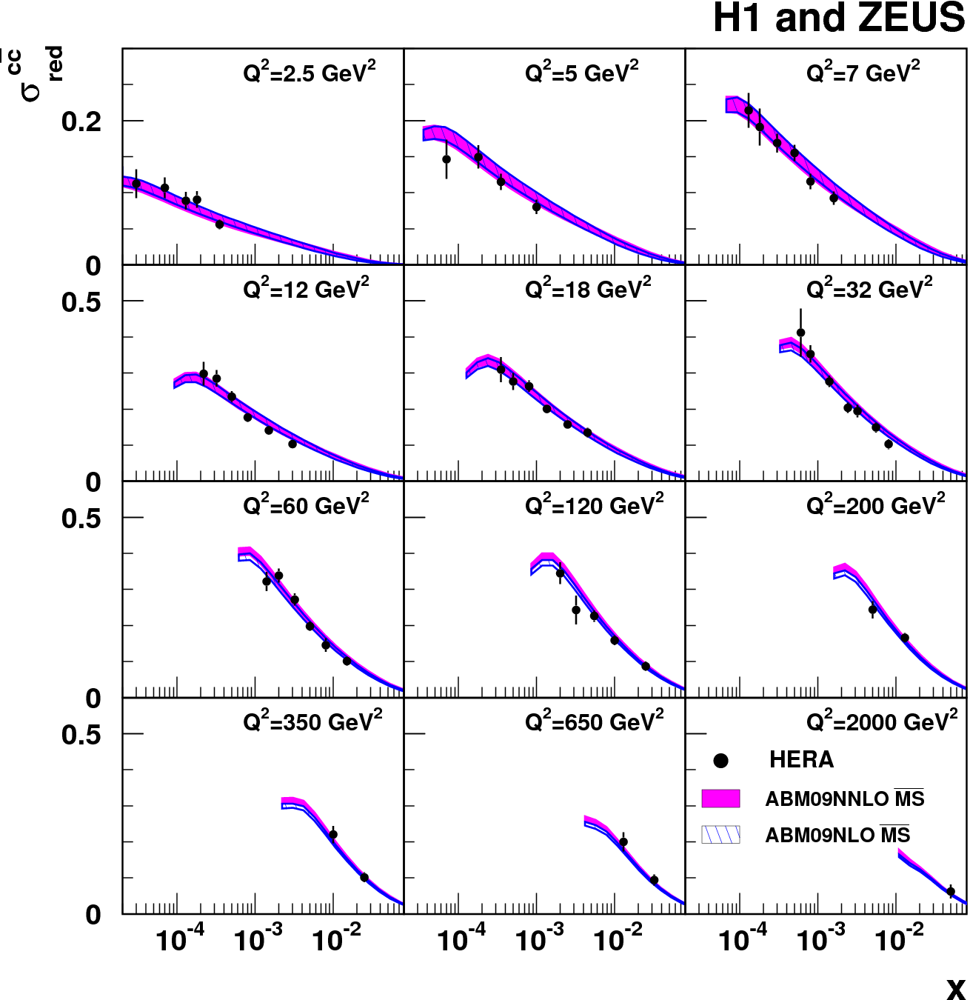 H1 and ZEUS
σ red cc̅
Q²=2.5 GeV²
Q²=5 GeV²
Q²=7 GeV²
0.2
0
Q²=12 GeV²
Q²=18 GeV²
Q²=32 GeV²
0.5
0
Q²=60 GeV²
Q²=120 GeV²
Q²=200 GeV²
0.5
0
Q²=350 GeV²
Q²=650 GeV²
Q²=2000 GeV²
0.5
HERA
ABM09NNLO M̅S̅
ABM09NLO M̅S̅
0
10⁻⁴ 10⁻³ 10⁻²
10⁻⁴ 10⁻³ 10⁻²
10⁻⁴ 10⁻³ 10⁻²
x